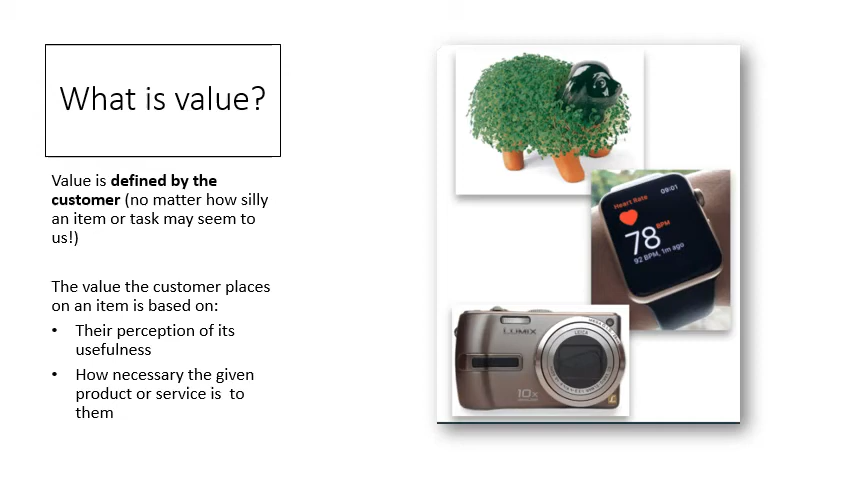 What is value?
Value is defined by the
customer (no matter how silly
an item or task may seem to
us!)
The value the customer places
on an item is based on:
• Their perception of its
usefulness
• How necessary the given
product or service is  to
them
09:01
Heart Rate
78 BPM
92 BPM, 1m ago
LUMIX
LEICA
10x